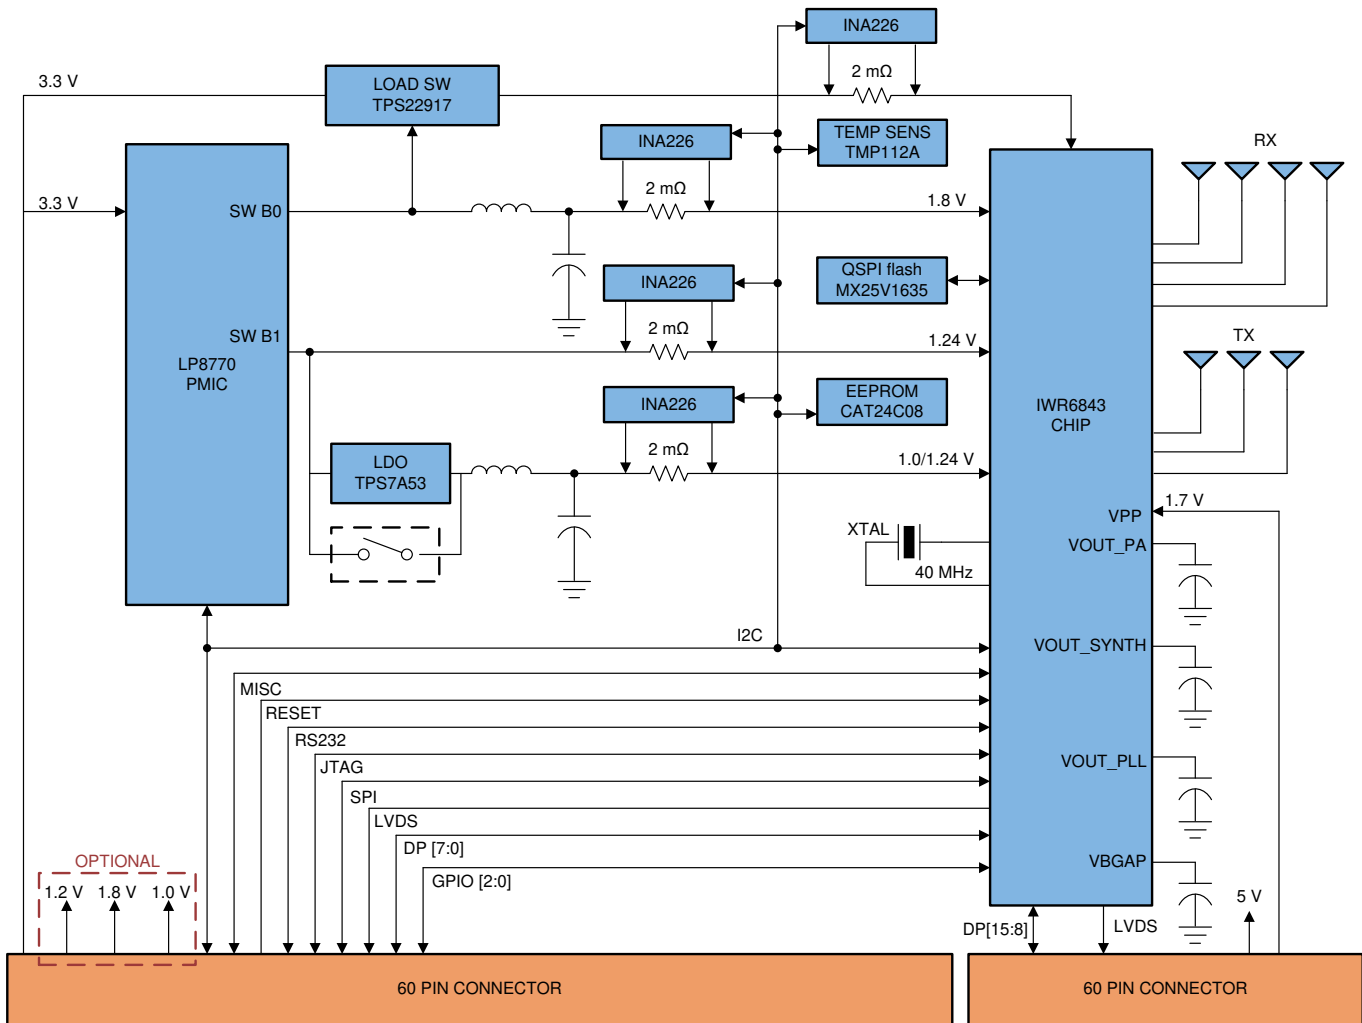 INA226
3.3 V
LOAD SW
TPS22917
2 mΩ
INA226
TEMP SENS
TMP112A
RX
2 mΩ
3.3 V
SW B0
1.8 V
INA226
QSPI flash
MX25V1635
SW B1
2 mΩ
1.24 V
TX
LP8770
PMIC
INA226
EEPROM
CAT24C08
IWR6843
CHIP
2 mΩ
LDO
TPS7A53
1.0/1.24 V
1.7 V
VPP
XTAL
VOUT_PA
40 MHz
I2C
VOUT_SYNTH
MISC
RESET
RS232
JTAG
VOUT_PLL
SPI
LVDS
DP [7:0]
VBGAP
OPTIONAL
GPIO [2:0]
1.2 V
1.8 V
1.0 V
5 V
DP[15:8]
LVDS
60 PIN CONNECTOR
60 PIN CONNECTOR